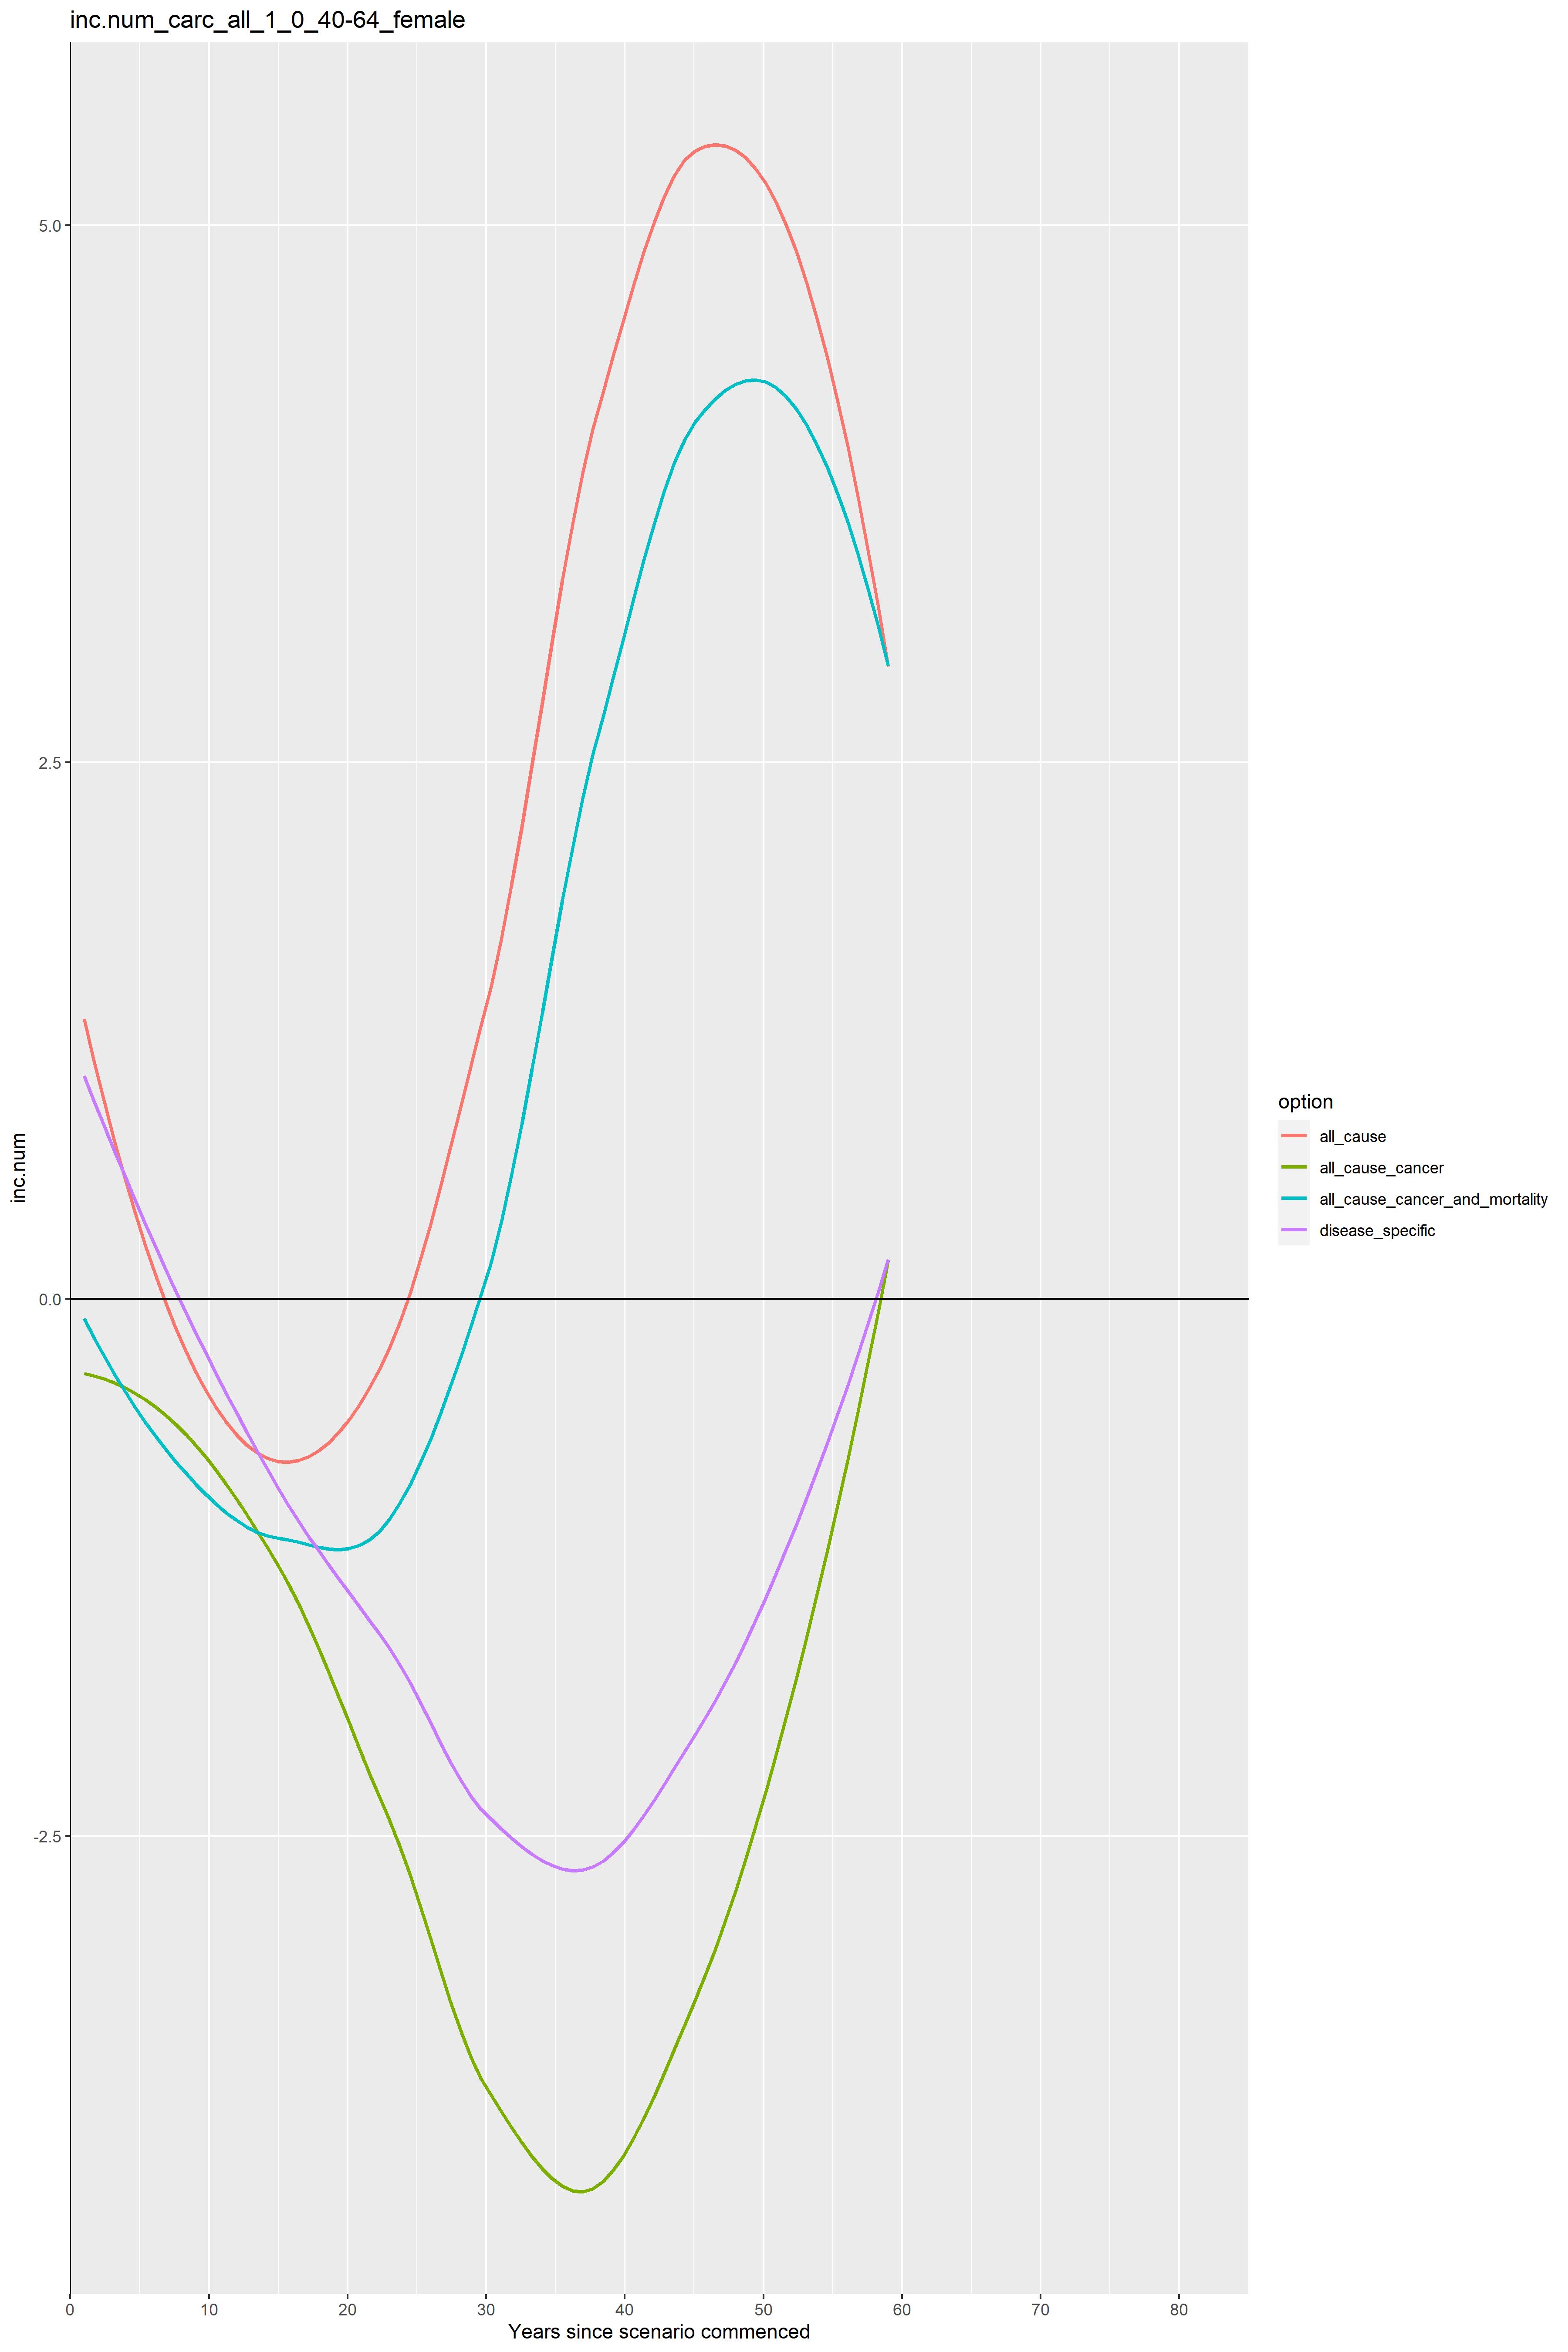 inc.num_carc_all_1_0_40-64_female
5.0
2.5
0.0
-2.5
inc.num
0 10 20 30 40 50 60 70 80
Years since scenario commenced
option
all_cause
all_cause_cancer
all_cause_cancer_and_mortality
disease_specific